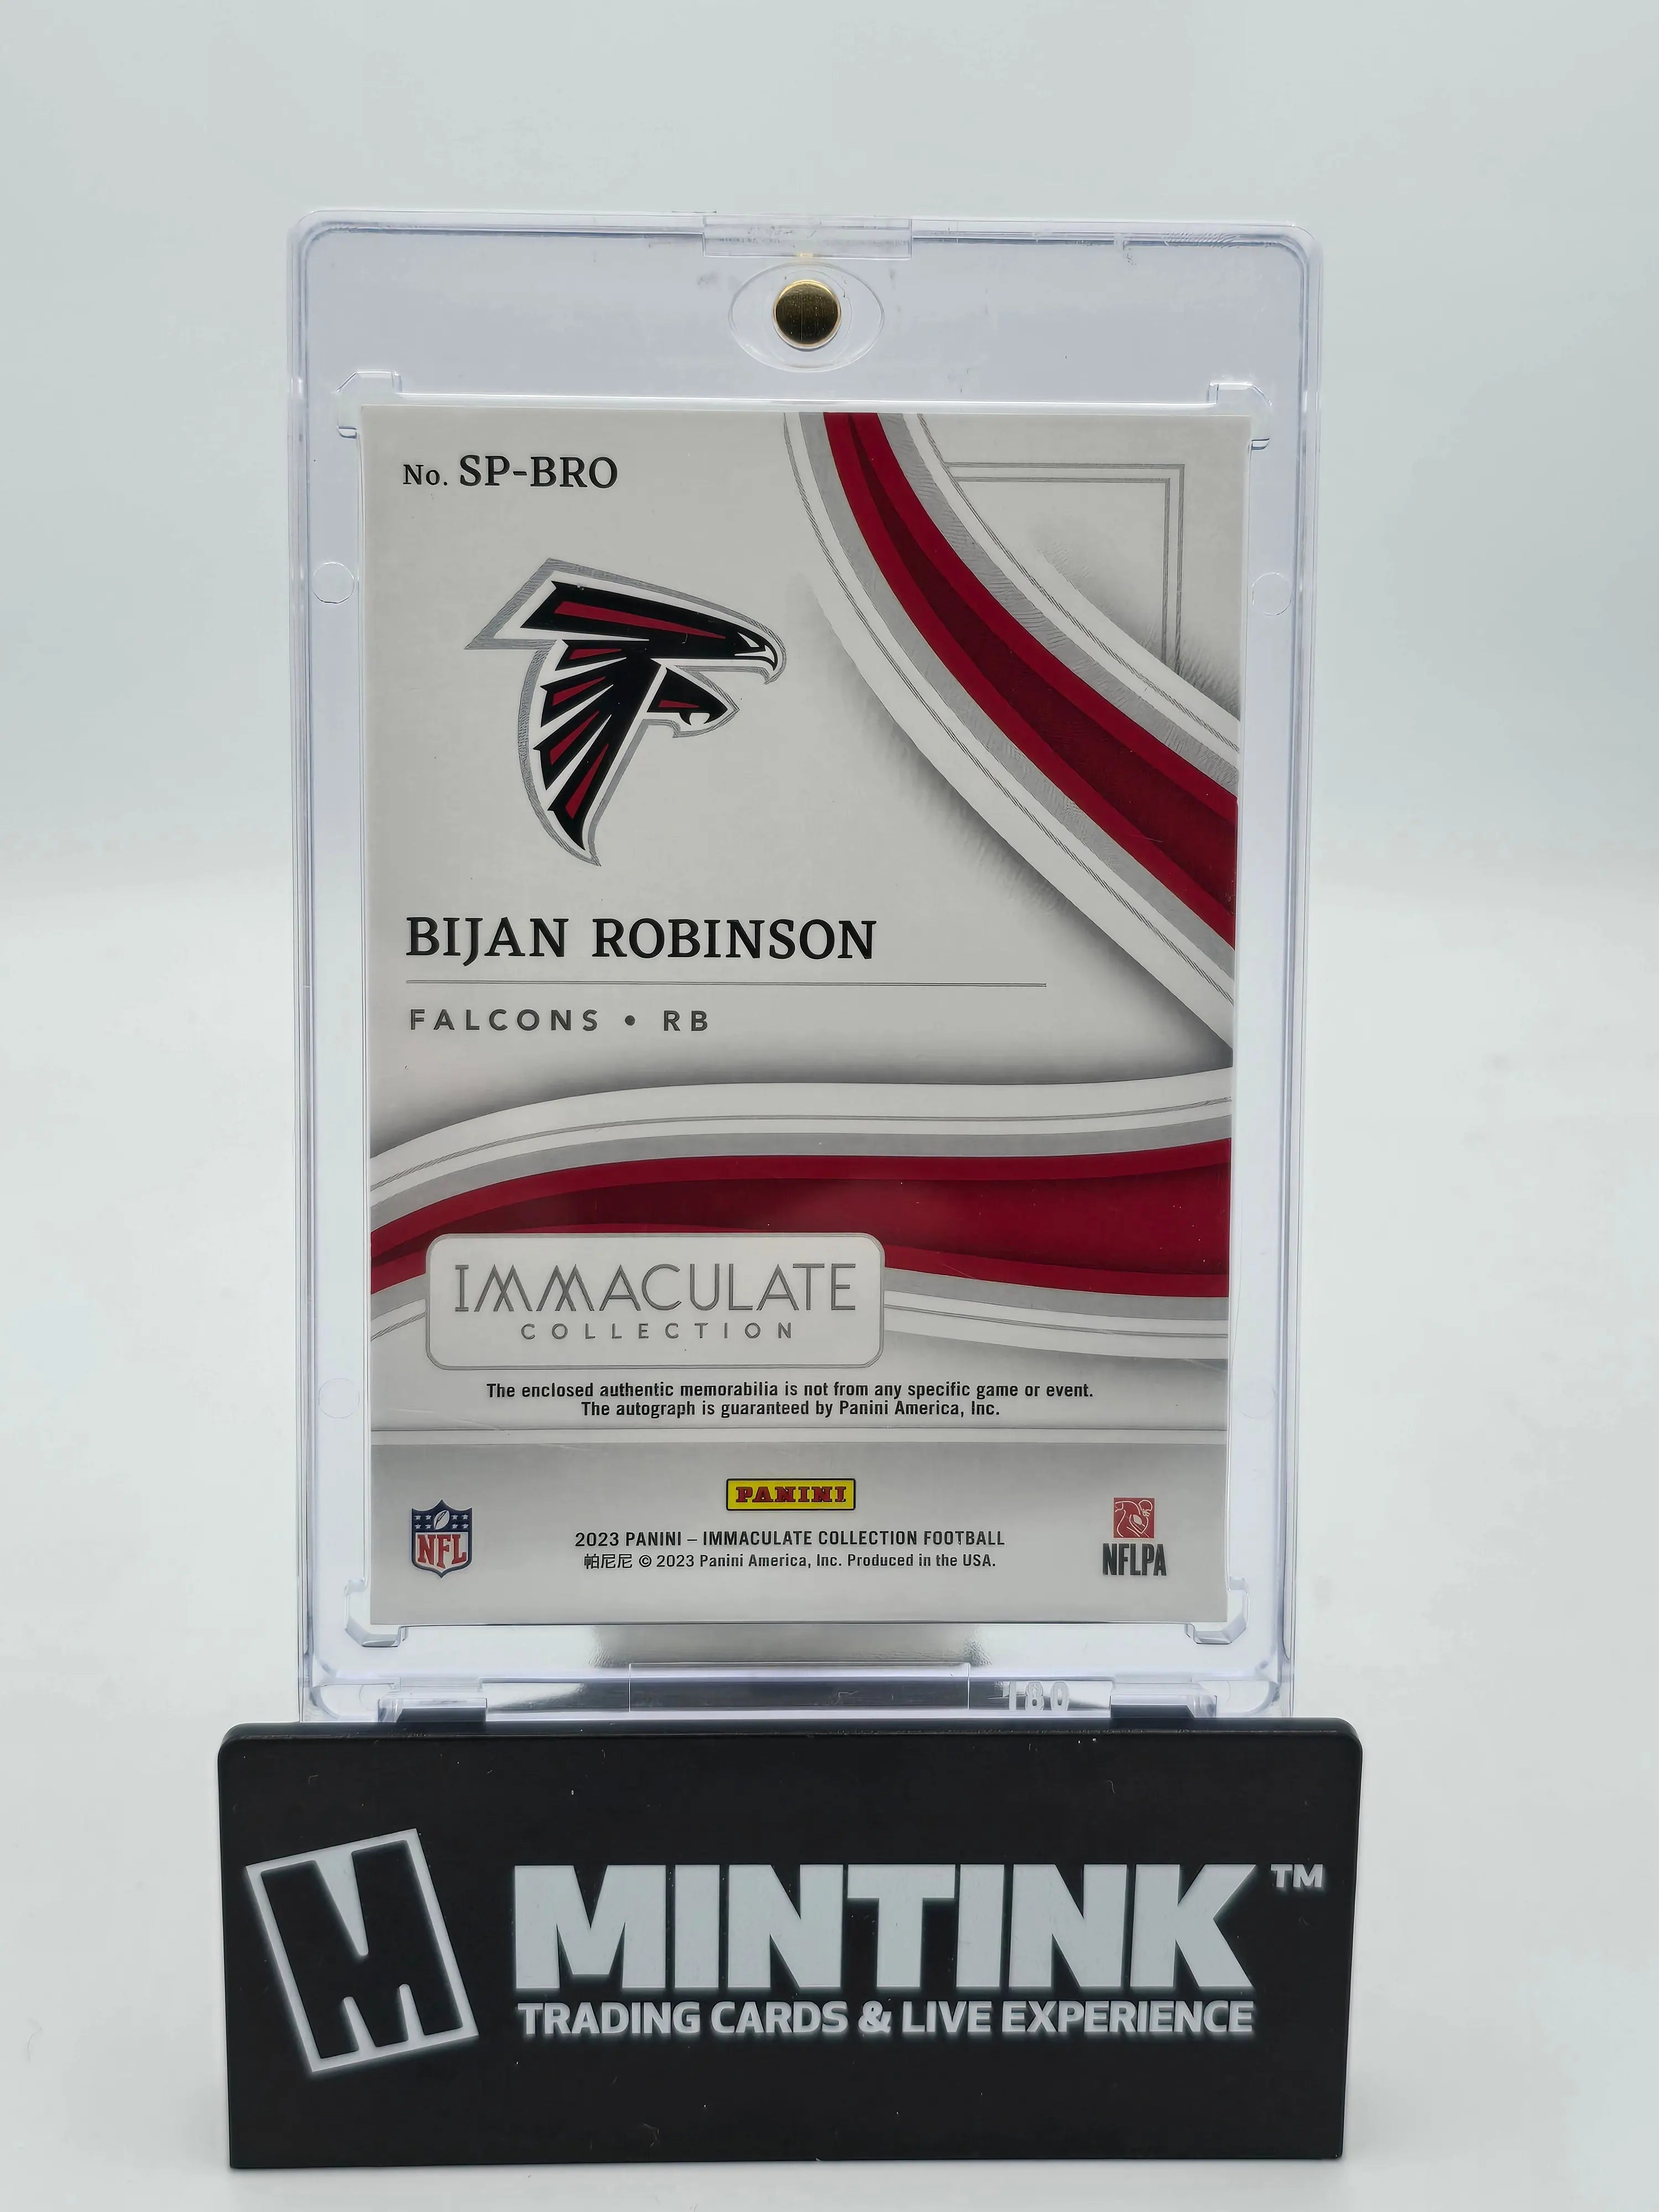 No. SP-BRO
BIJAN ROBINSON
FALCONS • RB
IMMACULATE
COLLECTION
The enclosed authentic memorabilia is not from any specific game or event.
The autograph is guaranteed by Panini America, Inc.
PANINI
NFL
2023 PANINI – IMMACULATE COLLECTION FOOTBALL
帕尼尼 © 2023 Panini America, Inc. Produced in the USA.
NFLPA
180
M MINTINK™
TRADING CARDS & LIVE EXPERIENCE